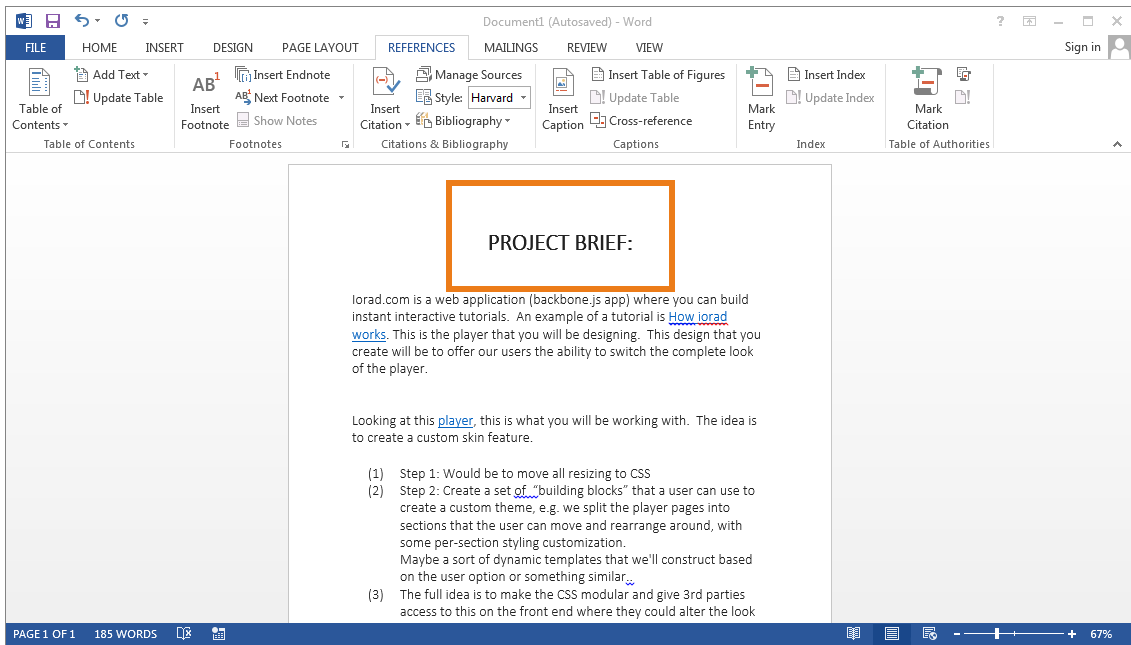 Document1 (Autosaved) - Word
FILE HOME INSERT DESIGN PAGE LAYOUT REFERENCES MAILINGS REVIEW VIEW Sign in
Table of Contents
Add Text
Update Table
Table of Contents
AB1
Insert Footnote
Insert Endnote
AB1 Next Footnote
Show Notes
Footnotes
Insert Citation
Manage Sources
Style: Harvard
Bibliography
Citations & Bibliography
Insert Caption
Insert Table of Figures
Update Table
Cross-reference
Captions
Mark Entry
Insert Index
Update Index
Index
Mark Citation
Table of Authorities
PROJECT BRIEF:
Iorad.com is a web application (backbone.js app) where you can build
instant interactive tutorials.  An example of a tutorial is How iorad
works. This is the player that you will be designing.  This design that you
create will be to offer our users the ability to switch the complete look
of the player.
Looking at this player, this is what you will be working with.  The idea is
to create a custom skin feature.
(1) Step 1: Would be to move all resizing to CSS
(2) Step 2: Create a set of  “building blocks” that a user can use to
create a custom theme, e.g. we split the player pages into
sections that the user can move and rearrange around, with
some per-section styling customization.
Maybe a sort of dynamic templates that we'll construct based
on the user option or something similar..
(3) The full idea is to make the CSS modular and give 3rd parties
access to this on the front end where they could alter the look
PAGE 1 OF 1 185 WORDS 67%